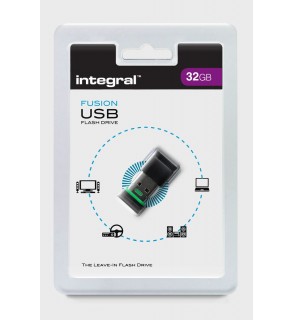 integral
32GB
FUSION
USB
FLASH DRIVE
THE LEAVE-IN FLASH DRIVE